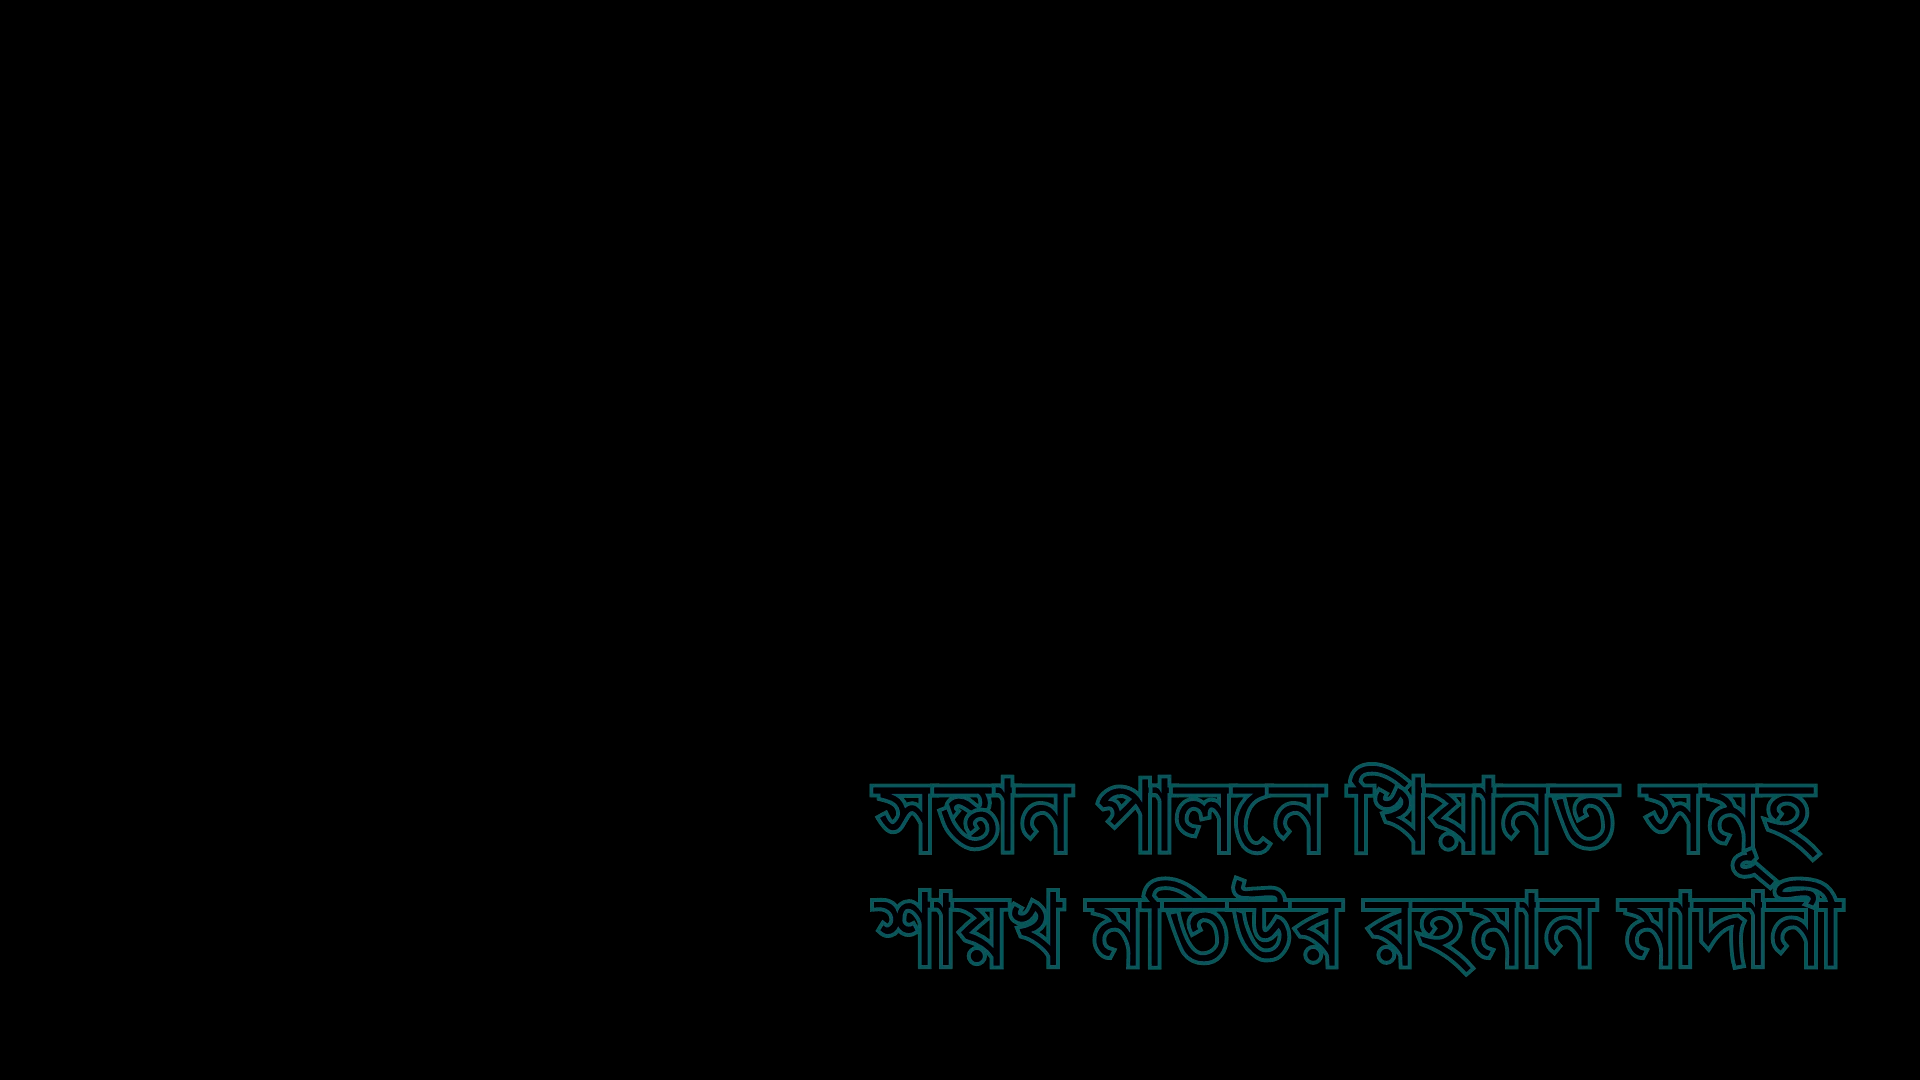 সন্তান পালনে খিয়ানত সমূহ
শায়খ মতিউর রহমান মাদানী